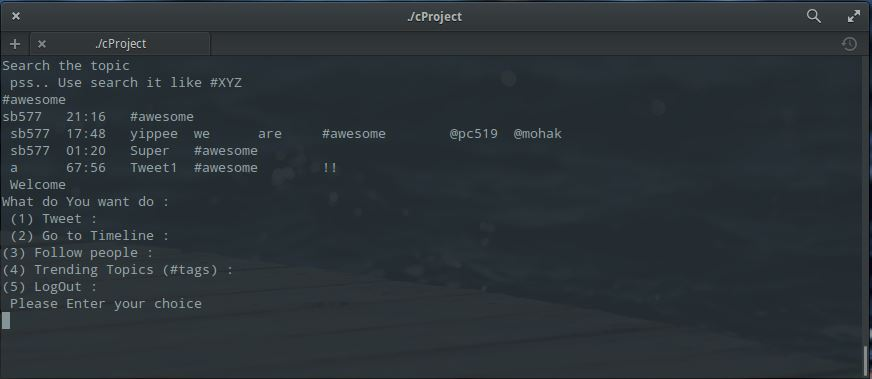 ./cProject
./cProject
Search the topic
pss.. Use search it like #XYZ
#awesome
sb577 21:16 #awesome
sb577 17:48 yippee we are #awesome @pc519 @mohak
sb577 01:20 Super #awesome
a 67:56 Tweet1 #awesome !!
Welcome
What do You want do :
(1) Tweet :
(2) Go to Timeline :
(3) Follow people :
(4) Trending Topics (#tags) :
(5) LogOut :
Please Enter your choice